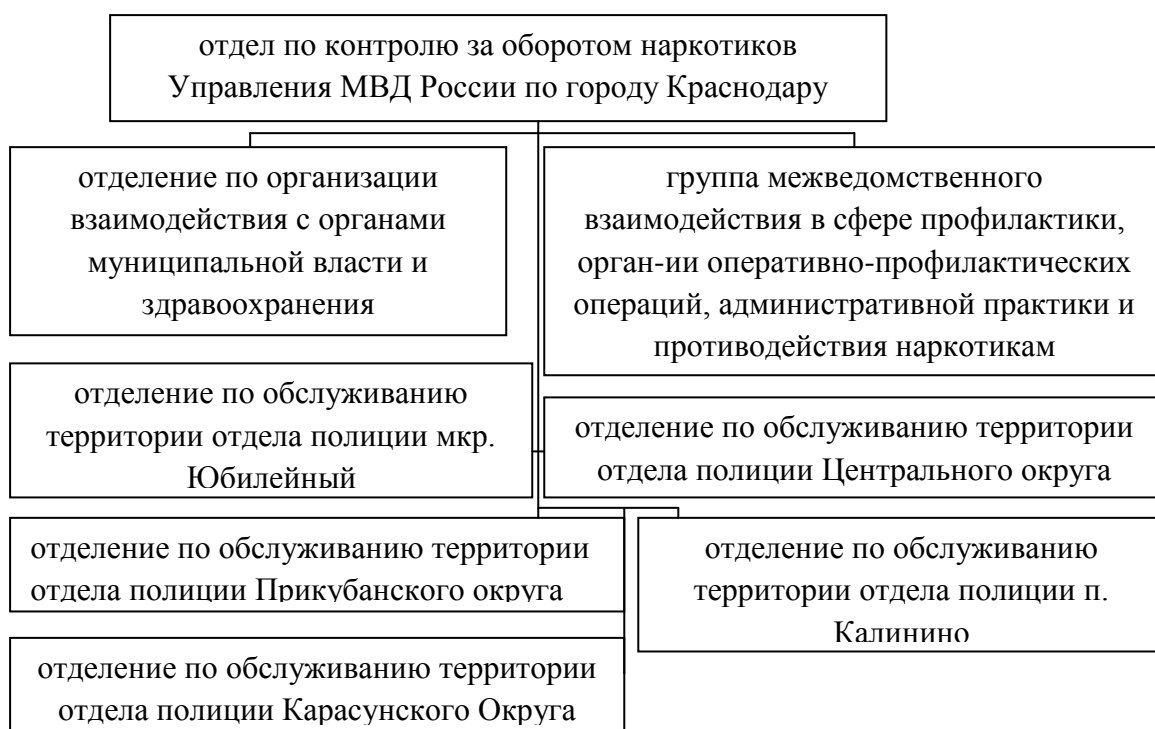 отдел по контролю за оборотом наркотиков
Управления МВД России по городу Краснодару
отделение по организации
взаимодействия с органами
муниципальной власти и
здравоохранения
группа межведомственного
взаимодействия в сфере профилактики,
орган-ии оперативно-профилактических
операций, административной практики и
противодействия наркотикам
отделение по обслуживанию
территории отдела полиции мкр.
Юбилейный
отделение по обслуживанию территории
отдела полиции Центрального округа
отделение по обслуживанию территории
отдела полиции Прикубанского округа
отделение по обслуживанию
территории отдела полиции п.
Калинино
отделение по обслуживанию территории
отдела полиции Карасунского Округа